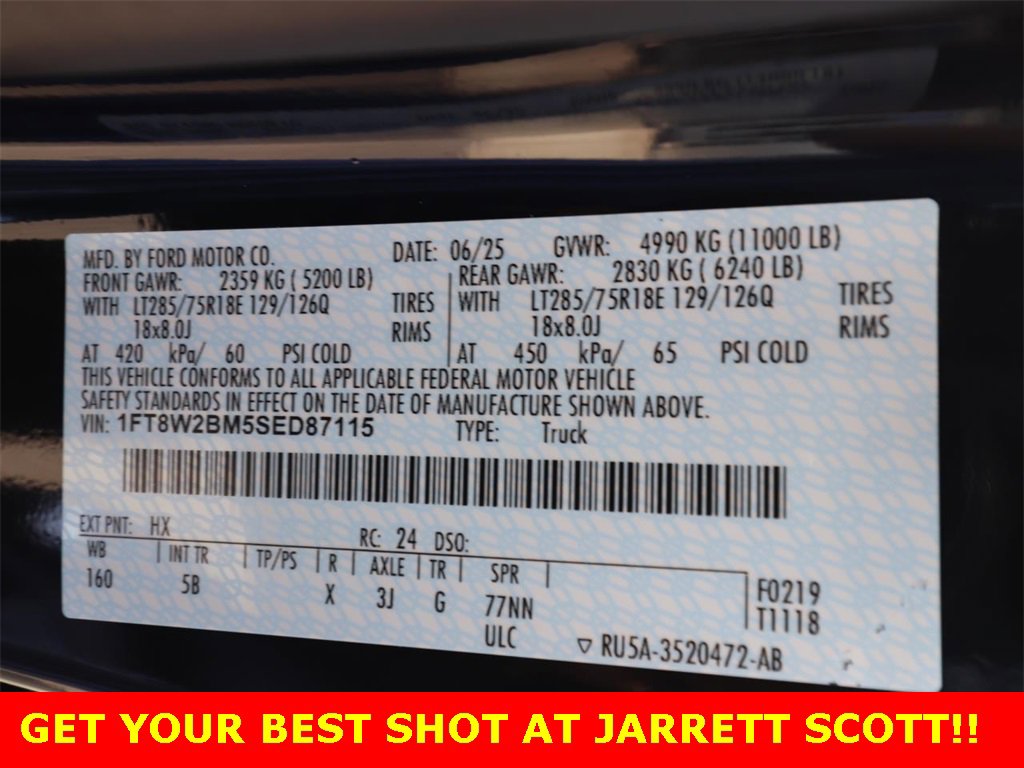 MFD. BY FORD MOTOR CO. DATE: 06/25 GVWR: 4990 KG (11000 LB)
FRONT GAWR: 2359 KG ( 5200 LB) REAR GAWR: 2830 KG ( 6240 LB)
WITH LT285/75R18E 129/126Q TIRES WITH LT285/75R18E 129/126Q TIRES
18x8.0J RIMS 18x8.0J RIMS
AT 420 kPa/ 60 PSI COLD AT 450 kPa/ 65 PSI COLD
THIS VEHICLE CONFORMS TO ALL APPLICABLE FEDERAL MOTOR VEHICLE
SAFETY STANDARDS IN EFFECT ON THE DATE OF MANUFACTURE SHOWN ABOVE.
VIN: 1FT8W2BM5SED87115 TYPE: Truck
EXT PNT: HX RC: 24 DSO:
WB INT TR TP/PS R AXLE TR SPR F0219
160 5B X 3J G 77NN T1118
ULC RU5A-3520472-AB
GET YOUR BEST SHOT AT JARRETT SCOTT!!